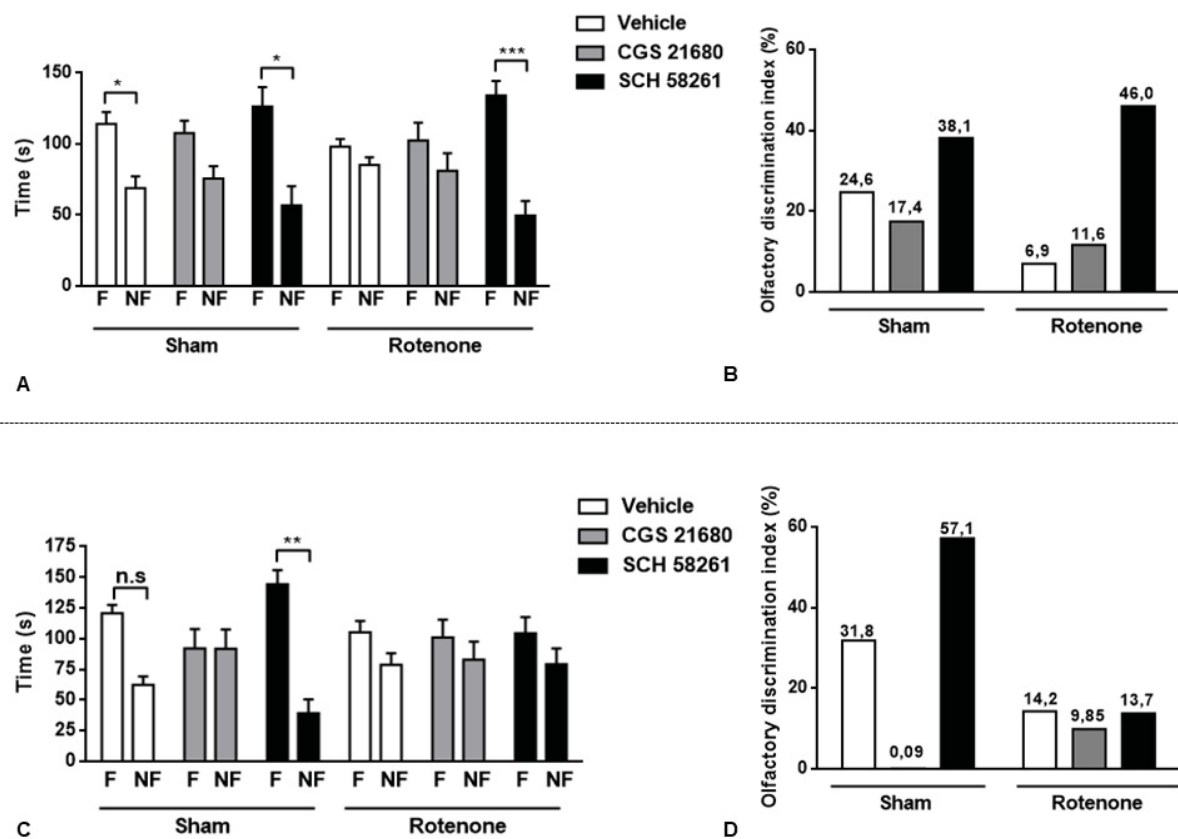 Vehicle
CGS 21680
SCH 58261
Time (s)
150
100
50
0
*
*
***
F NF F NF F NF F NF F NF F NF
Sham Rotenone
A
Olfactory discrimination index (%)
60
40
20
0
24,6
17,4
38,1
6,9
11,6
46,0
Sham Rotenone
B
Vehicle
CGS 21680
SCH 58261
Time (s)
175
150
125
100
75
50
25
0
n.s
**
F NF F NF F NF F NF F NF F NF
Sham Rotenone
C
Olfactory discrimination index (%)
60
40
20
0
31,8
0,09
57,1
14,2
9,85
13,7
Sham Rotenone
D